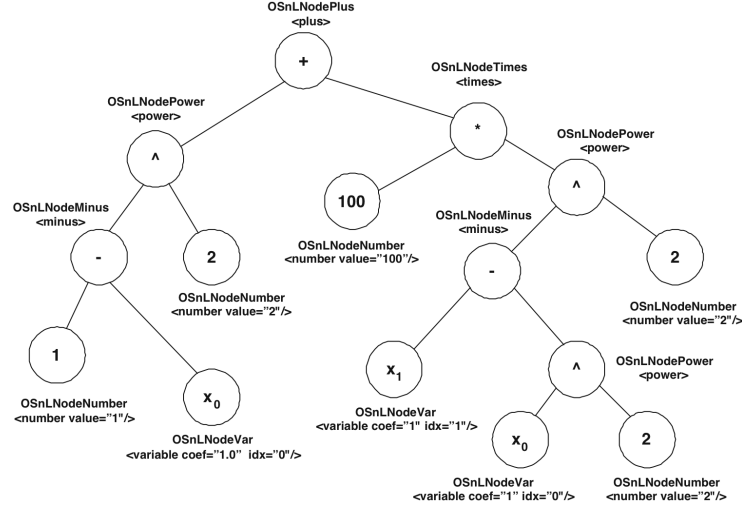 OSnLNodePlus
<plus>
+
OSnLNodeTimes
<times>
*
OSnLNodePower
<power>
^
OSnLNodePower
<power>
^
100
OSnLNodeNumber
<number value="100"/>
OSnLNodeMinus
<minus>
-
2
OSnLNodeNumber
<number value="2"/>
OSnLNodeMinus
<minus>
-
2
OSnLNodeNumber
<number value="2"/>
1
OSnLNodeNumber
<number value="1"/>
x0
OSnLNodeVar
<variable coef="1.0" idx="0"/>
x1
OSnLNodeVar
<variable coef="1" idx="1"/>
^
OSnLNodePower
<power>
x0
OSnLNodeVar
<variable coef="1" idx="0"/>
2
OSnLNodeNumber
<number value="2"/>